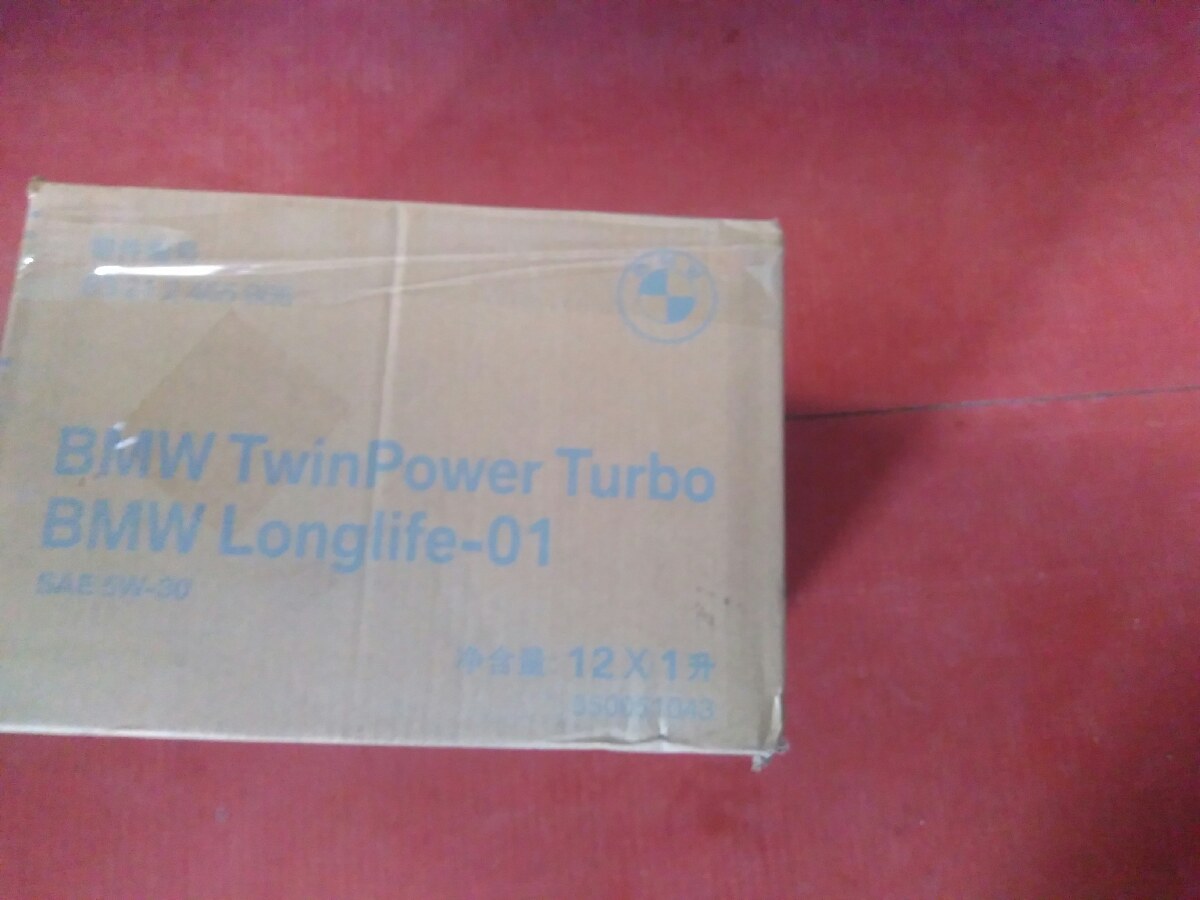 BMW TwinPower Turbo
BMW Longlife-01
SAE 5W-30
净含量: 12 X 1升